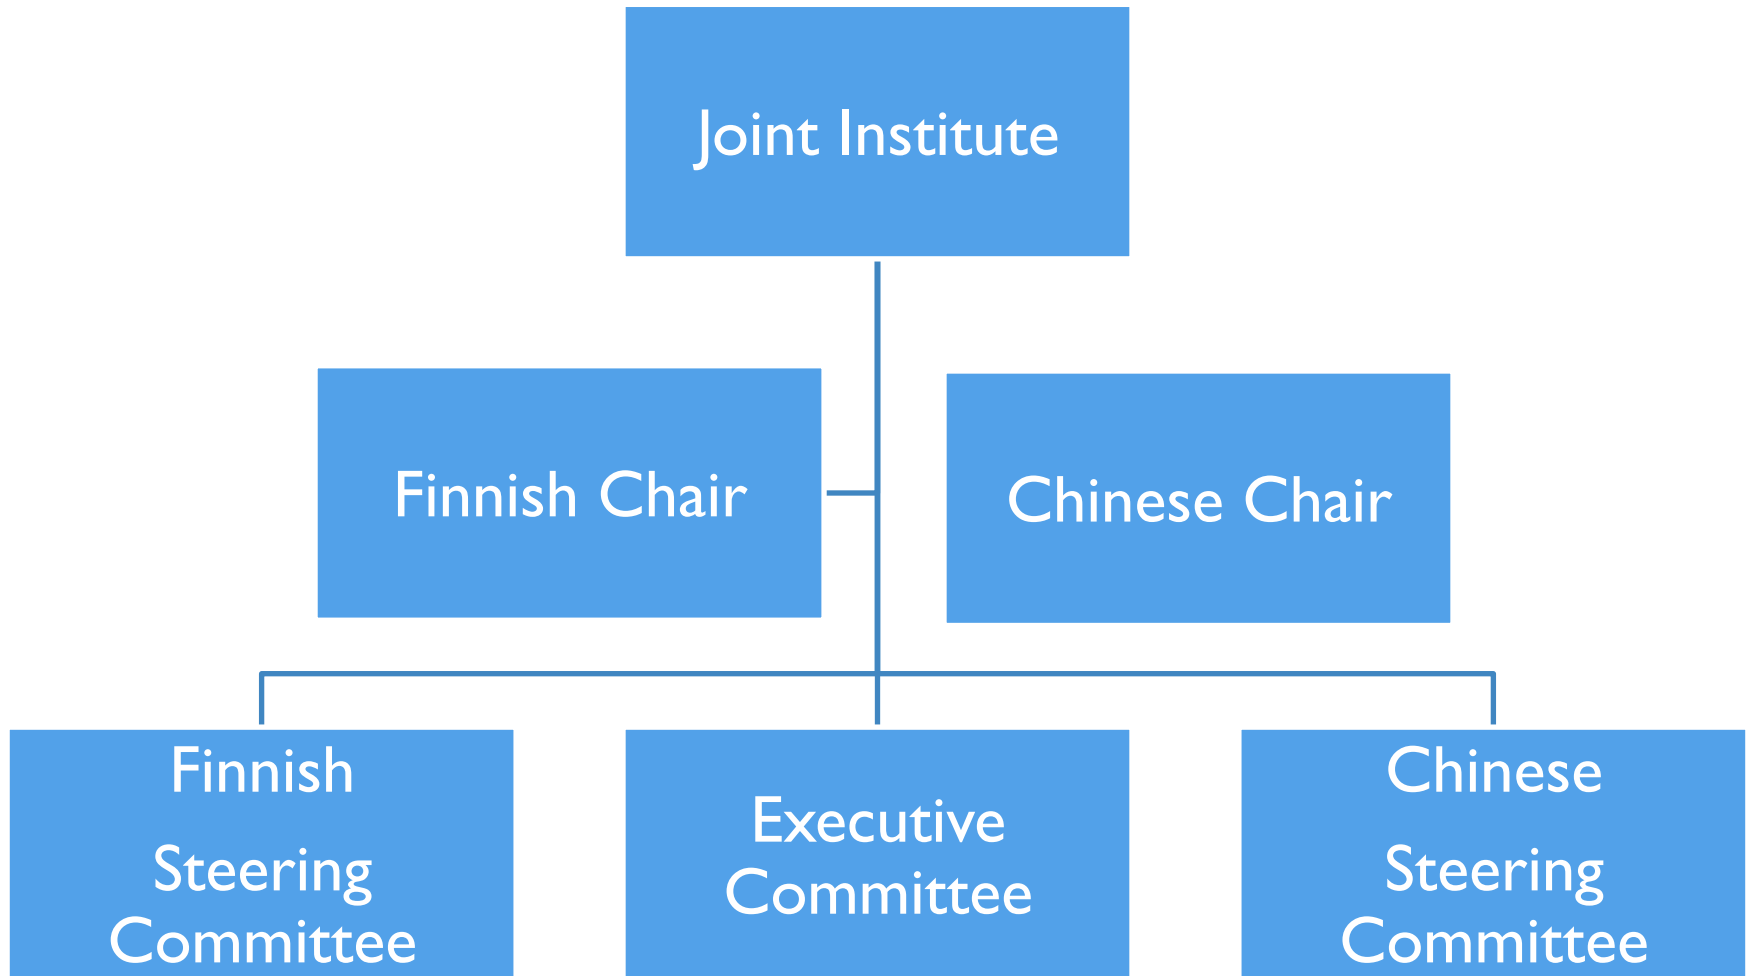 Joint Institute
Finnish Chair
Chinese Chair
Finnish
Steering
Committee
Executive
Committee
Chinese
Steering
Committee